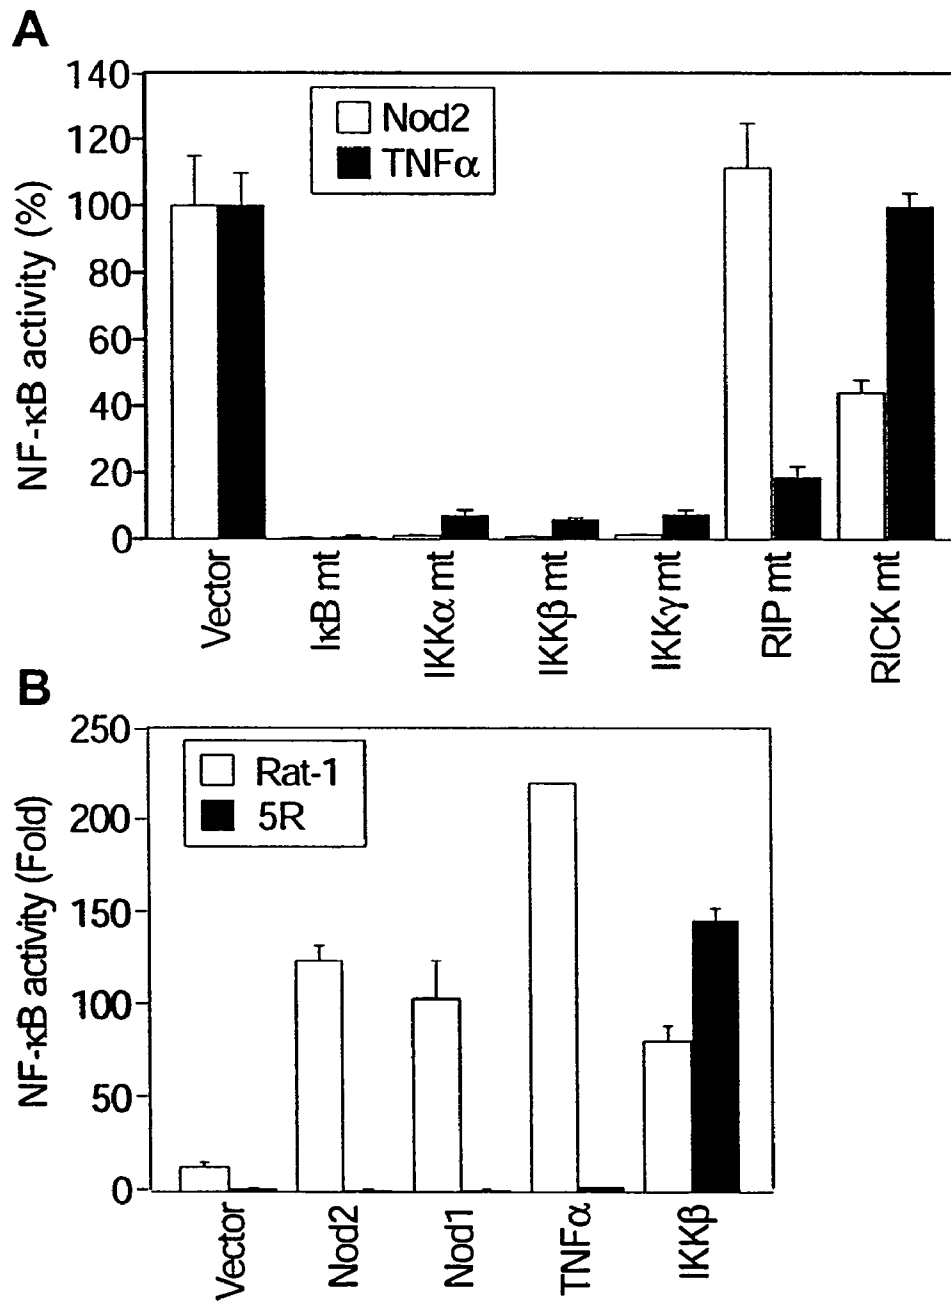 A
NF-κB activity (%)
140
120
100
80
60
40
20
0
Nod2
TNFα
Vector
IκB mt
IKKα mt
IKKβ mt
IKKγ mt
RIP mt
RICK mt
B
NF-κB activity (Fold)
250
200
150
100
50
0
Rat-1
5R
Vector
Nod2
Nod1
TNFα
IKKβ